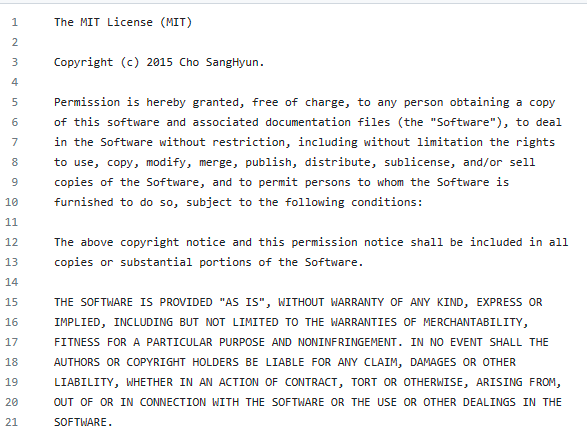 1 The MIT License (MIT)
2
3 Copyright (c) 2015 Cho SangHyun.
4
5 Permission is hereby granted, free of charge, to any person obtaining a copy
6 of this software and associated documentation files (the "Software"), to deal
7 in the Software without restriction, including without limitation the rights
8 to use, copy, modify, merge, publish, distribute, sublicense, and/or sell
9 copies of the Software, and to permit persons to whom the Software is
10 furnished to do so, subject to the following conditions:
11
12 The above copyright notice and this permission notice shall be included in all
13 copies or substantial portions of the Software.
14
15 THE SOFTWARE IS PROVIDED "AS IS", WITHOUT WARRANTY OF ANY KIND, EXPRESS OR
16 IMPLIED, INCLUDING BUT NOT LIMITED TO THE WARRANTIES OF MERCHANTABILITY,
17 FITNESS FOR A PARTICULAR PURPOSE AND NONINFRINGEMENT. IN NO EVENT SHALL THE
18 AUTHORS OR COPYRIGHT HOLDERS BE LIABLE FOR ANY CLAIM, DAMAGES OR OTHER
19 LIABILITY, WHETHER IN AN ACTION OF CONTRACT, TORT OR OTHERWISE, ARISING FROM,
20 OUT OF OR IN CONNECTION WITH THE SOFTWARE OR THE USE OR OTHER DEALINGS IN THE
21 SOFTWARE.